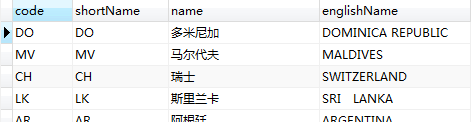 code shortName name englishName
DO DO 多米尼加 DOMINICA REPUBLIC
MV MV 马尔代夫 MALDIVES
CH CH 瑞士 SWITZERLAND
LK LK 斯里兰卡 SRI LANKA
AR AR 阿根廷 ARGENTINA